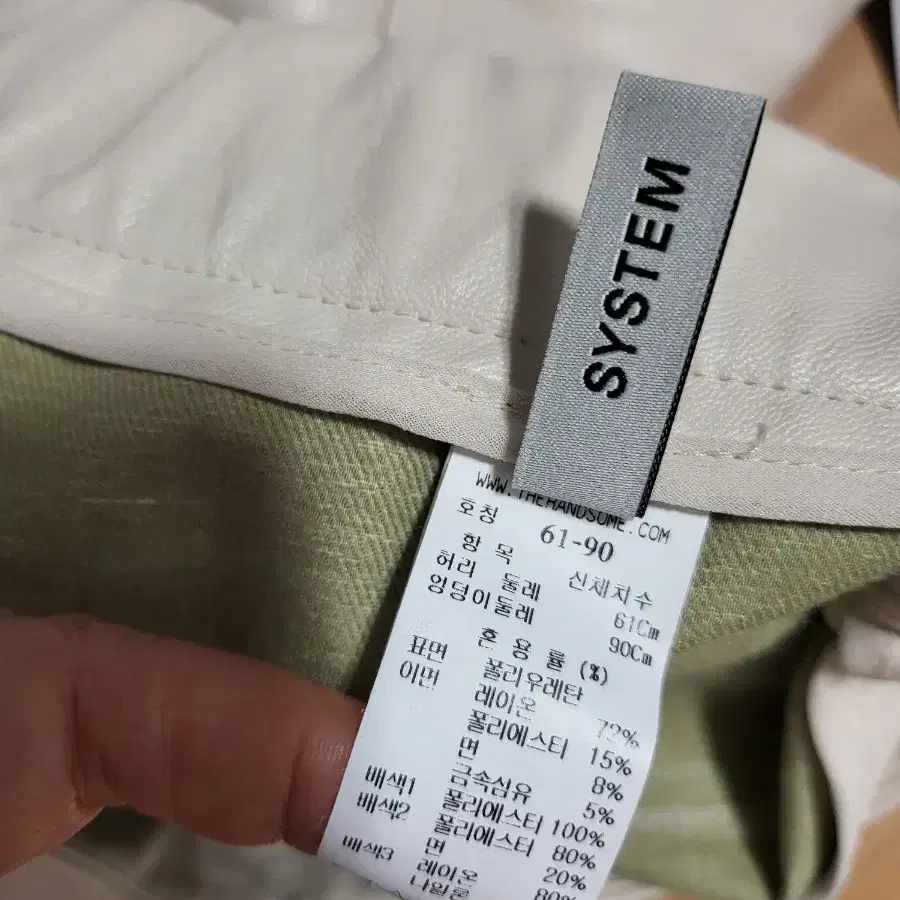 SYSTEM
WWW.THEHANDSOME.COM
호칭 61-90
항 목 신체치수
허리 둘레 61Cm
엉덩이둘레 90Cm
혼 용 률 (%)
표면 폴리우레탄
이면 레이온 72%
폴리에스터 15%
면 8%
금속섬유 5%
배색1 폴리에스터 100%
배색2 폴리에스터 80%
면 20%
배색3 레이온 80%
나일론